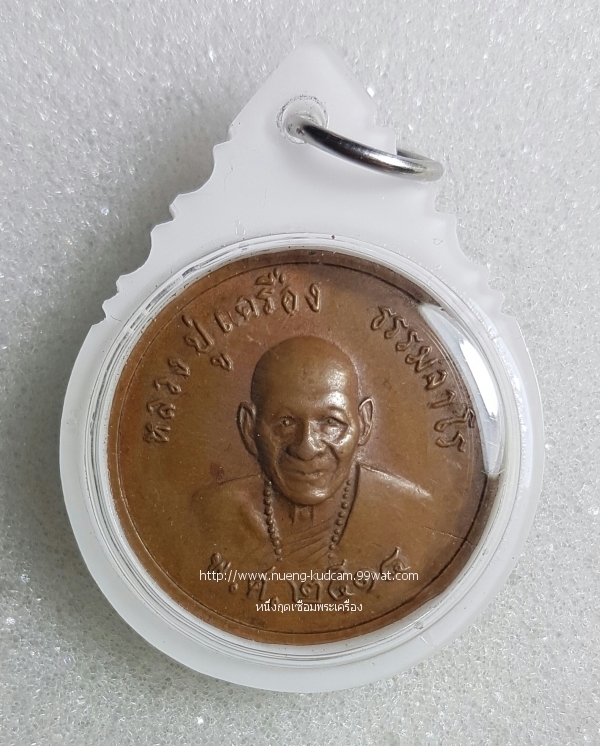 หลวงปู่เครื่อง ธรรมจาโร
พ.ศ.
http://www.nueng-kudcam.99wat.com
หนึ่งกุดเชือมพระเครื่อง